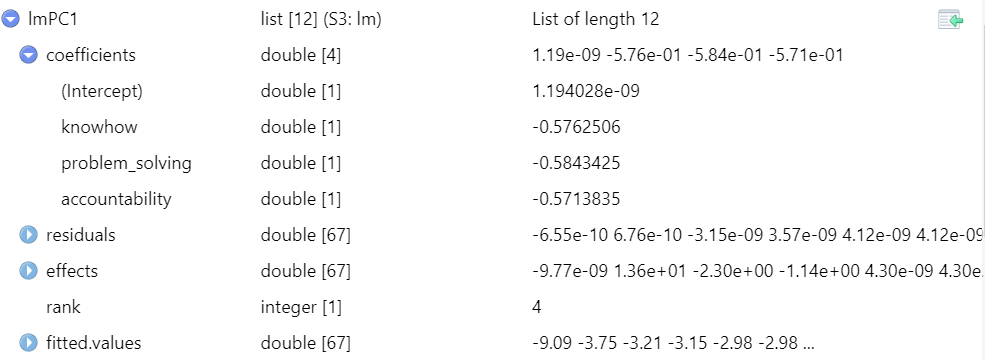 lmPC1 list [12] (S3: lm) List of length 12
coefficients double [4] 1.19e-09 -5.76e-01 -5.84e-01 -5.71e-01
(Intercept) double [1] 1.194028e-09
knowhow double [1] -0.5762506
problem_solving double [1] -0.5843425
accountability double [1] -0.5713835
residuals double [67] -6.55e-10 6.76e-10 -3.15e-09 3.57e-09 4.12e-09 4.12e-09
effects double [67] -9.77e-09 1.36e+01 -2.30e+00 -1.14e+00 4.30e-09 4.30e
rank integer [1] 4
fitted.values double [67] -9.09 -3.75 -3.21 -3.15 -2.98 -2.98 ...